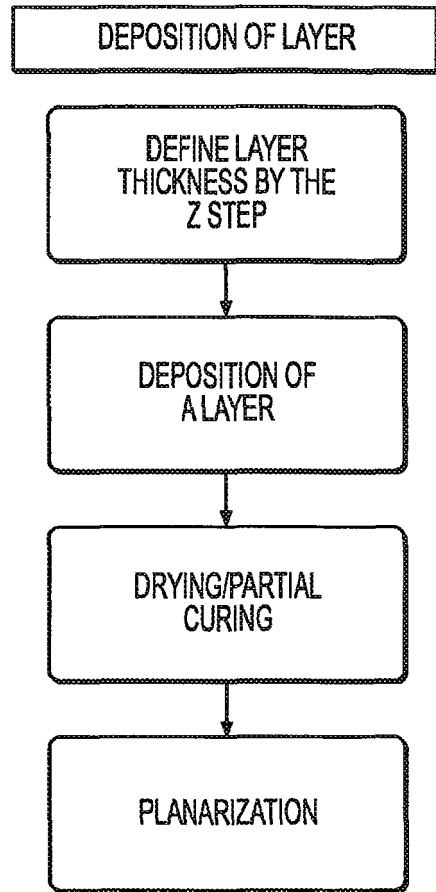 DEPOSITION OF LAYER
DEFINE LAYER
THICKNESS BY THE
Z STEP
DEPOSITION OF
A LAYER
DRYING/PARTIAL
CURING
PLANARIZATION